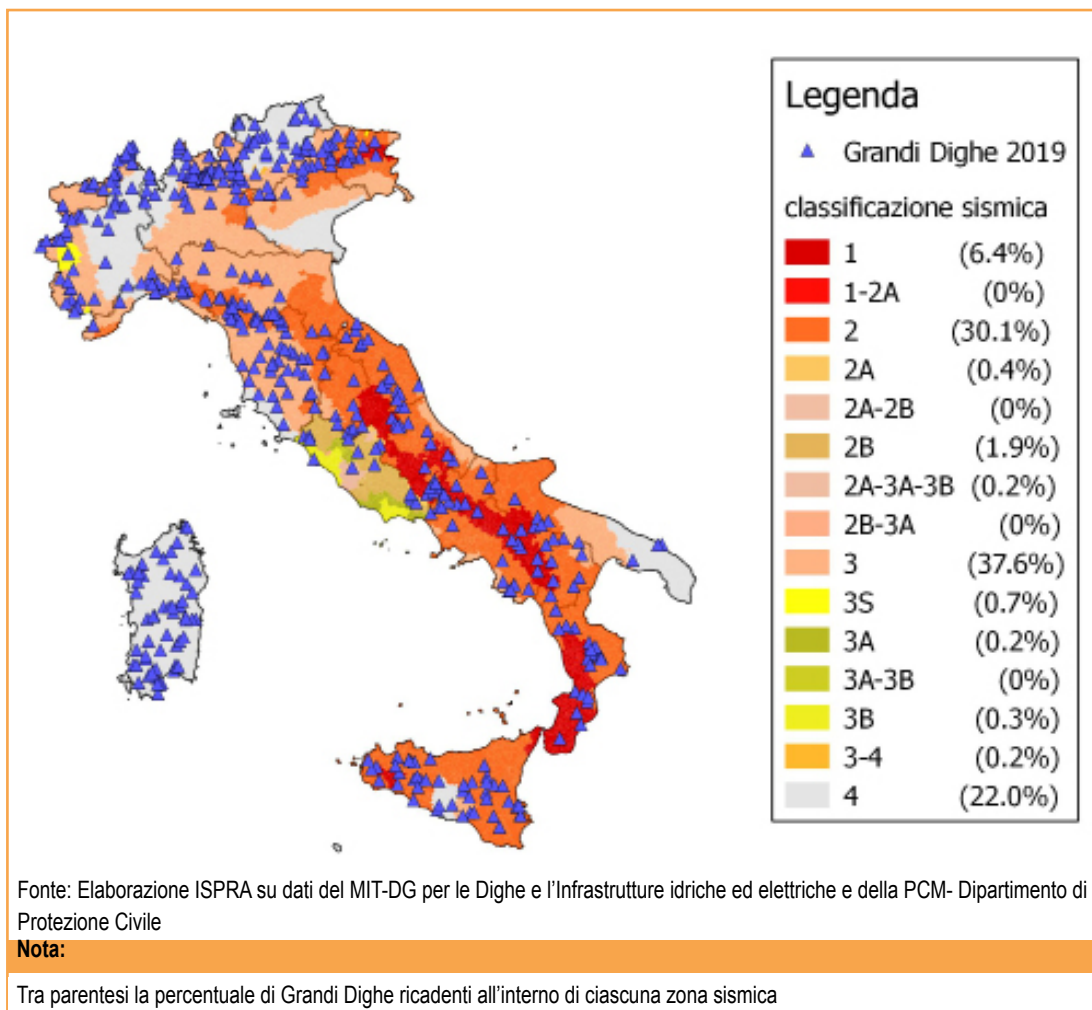 Legenda
Grandi Dighe 2019
classificazione sismica
1 (6.4%)
1-2A (0%)
2 (30.1%)
2A (0.4%)
2A-2B (0%)
2B (1.9%)
2A-3A-3B (0.2%)
2B-3A (0%)
3 (37.6%)
3S (0.7%)
3A (0.2%)
3A-3B (0%)
3B (0.3%)
3-4 (0.2%)
4 (22.0%)
Fonte: Elaborazione ISPRA su dati del MIT-DG per le Dighe e l’Infrastrutture idriche ed elettriche e della PCM- Dipartimento di
Protezione Civile
Nota:
Tra parentesi la percentuale di Grandi Dighe ricadenti all’interno di ciascuna zona sismica